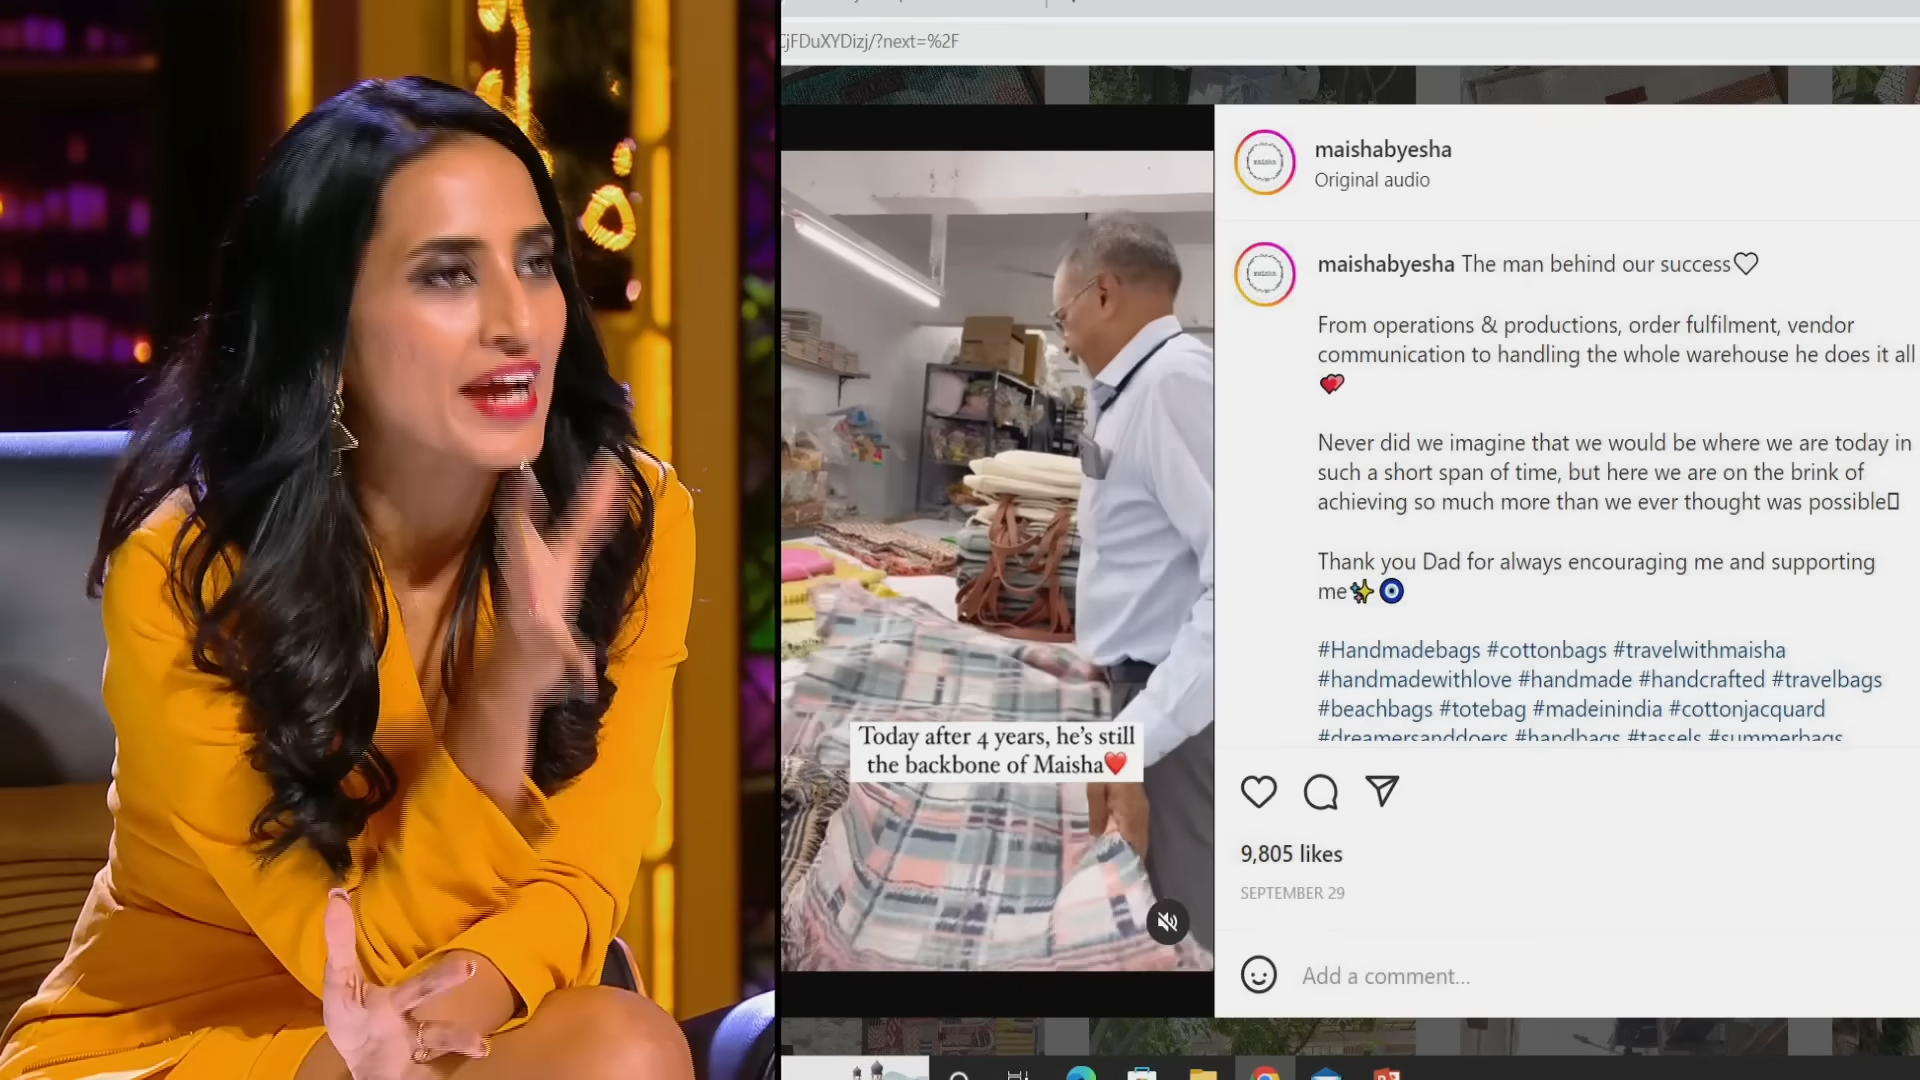 CjFDuXYDizj/?next=%2F
maishabyesha
Original audio
maishabyesha The man behind our success♡
From operations & productions, order fulfilment, vendor
communication to handling the whole warehouse he does it all
💕
Never did we imagine that we would be where we are today in
such a short span of time, but here we are on the brink of
achieving so much more than we ever thought was possible▯
Thank you Dad for always encouraging me and supporting
me✨🧿
#Handmadebags #cottonbags #travelwithmaisha
#handmadewithlove #handmade #handcrafted #travelbags
#beachbags #totebag #madeinindia #cottonjacquard
#dreamersanddoers #handbags #tassels #summerbags
Today after 4 years, he's still
the backbone of Maisha❤️
9,805 likes
SEPTEMBER 29
Add a comment...